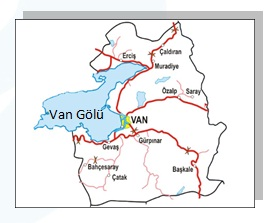 Erciş
Çaldıran
Muradiye
Özalp
Saray
Van Gölü
VAN
Gevaş
Gürpınar
Bahçesaray
Çatak
Başkale